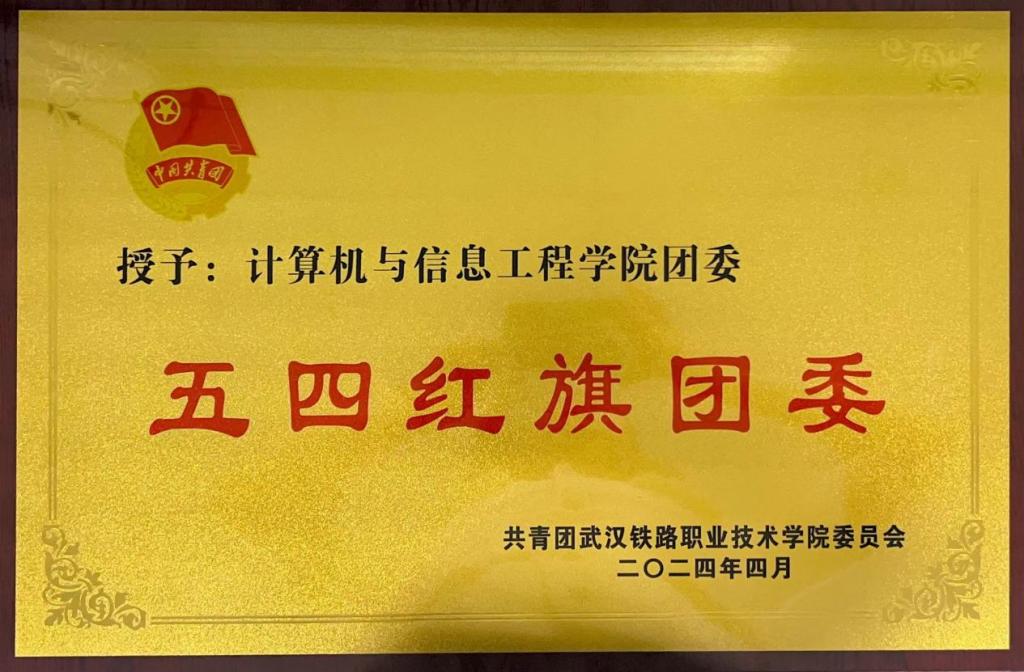 中国共青团
授予：计算机与信息工程学院团委
五四红旗团委
共青团武汉铁路职业技术学院委员会
二〇二四年四月